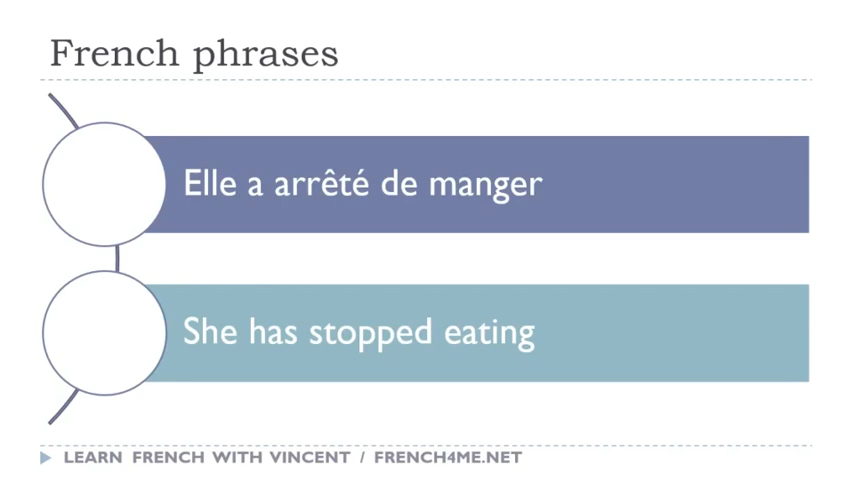 French phrases
Elle a arrêté de manger
She has stopped eating
LEARN FRENCH WITH VINCENT / FRENCH4ME.NET